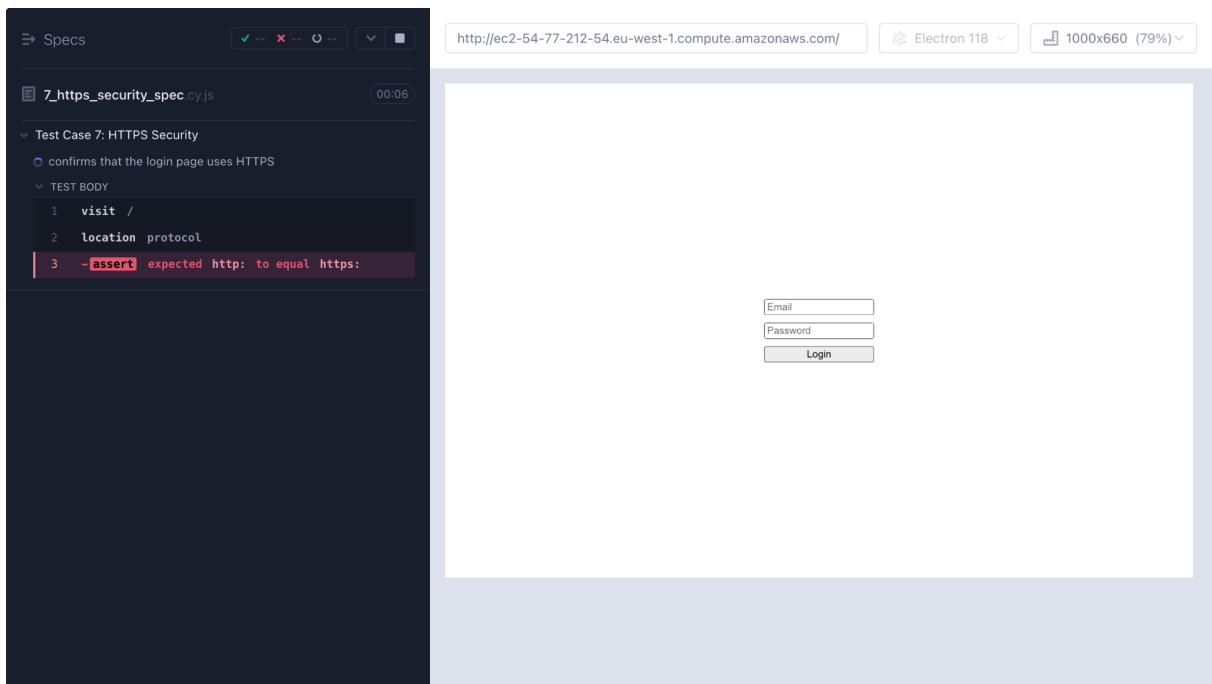 Specs
✓ -- ✖ -- --
7_https_security_spec.cy.js
00:06
Test Case 7: HTTPS Security
confirms that the login page uses HTTPS
TEST BODY
1 visit /
2 location protocol
3 -assert expected http: to equal https:
http://ec2-54-77-212-54.eu-west-1.compute.amazonaws.com/
Electron 118
1000x660 (79%)
Email
Password
Login